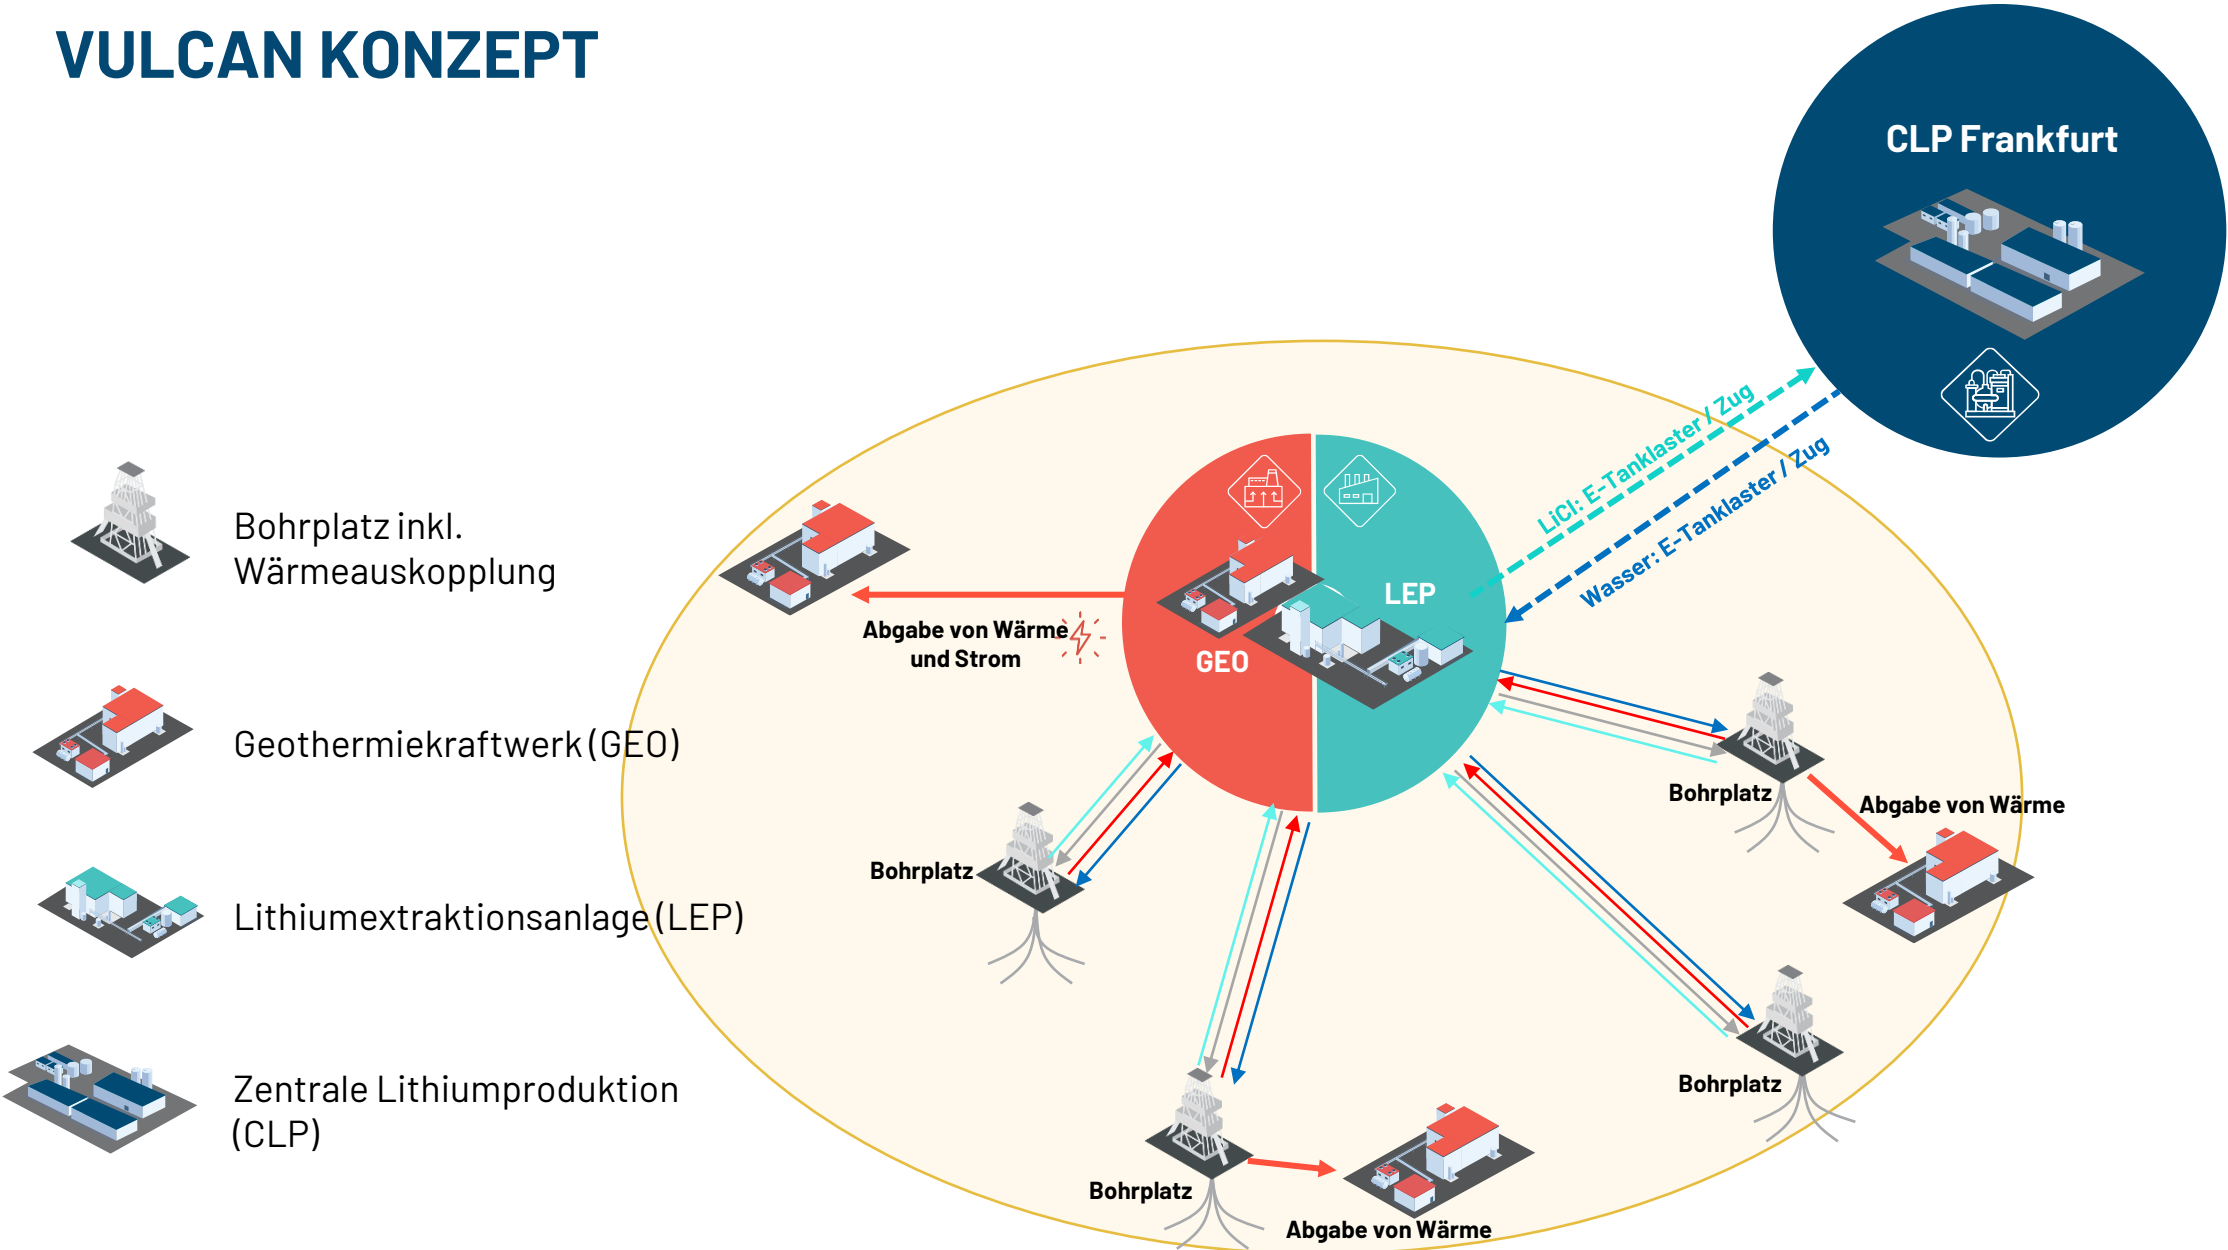 VULCAN KONZEPT
CLP Frankfurt
LiCl: E-Tanklaster / Zug
Wasser: E-Tanklaster / Zug
LEP
GEO
Abgabe von Wärme
und Strom
Bohrplatz inkl.
Wärmeauskopplung
Geothermiekraftwerk (GEO)
Lithiumextraktionsanlage (LEP)
Zentrale Lithiumproduktion
(CLP)
Bohrplatz
Abgabe von Wärme
Bohrplatz
Bohrplatz
Bohrplatz
Abgabe von Wärme